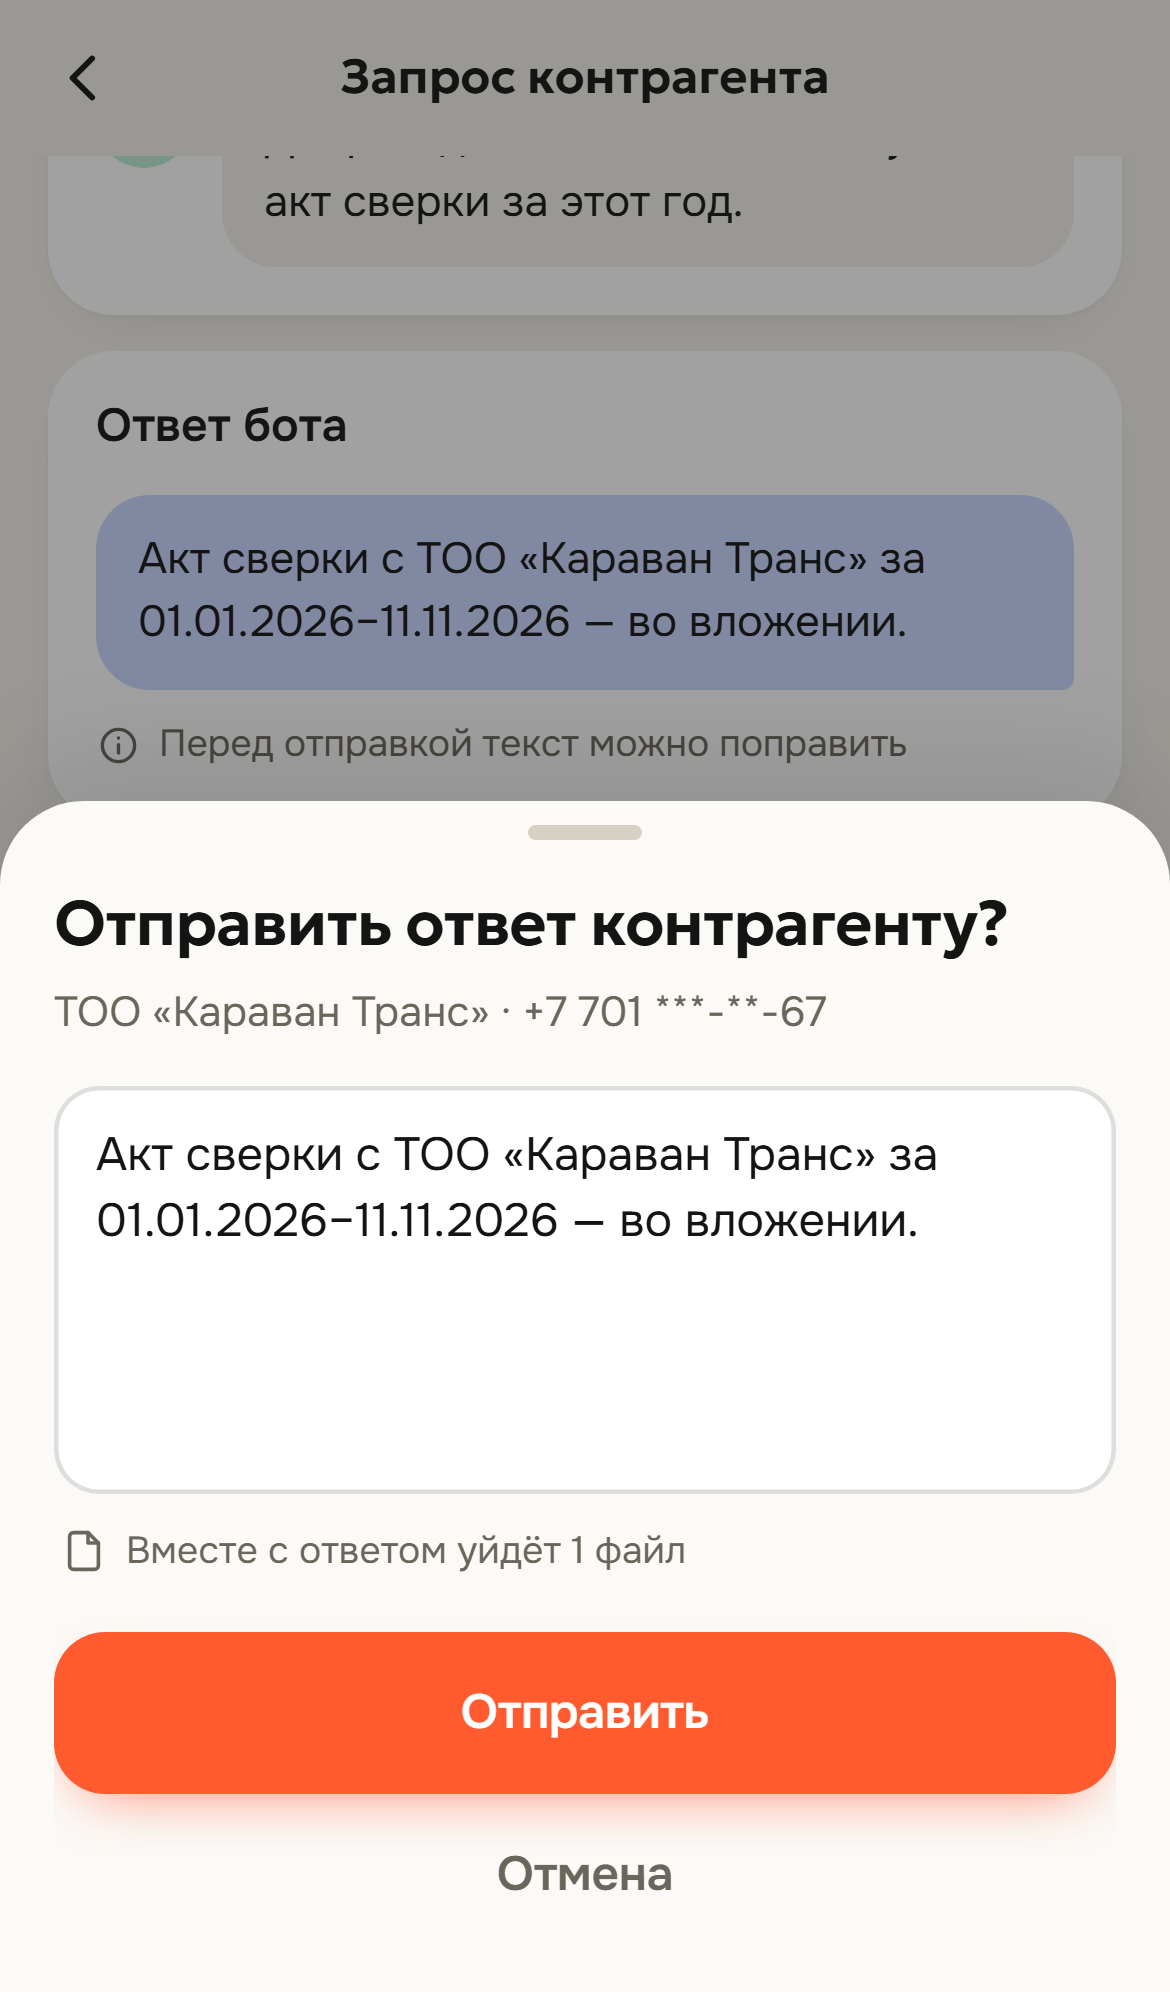 Запрос контрагента
акт сверки за этот год.
Ответ бота
Акт сверки с ТОО «Караван Транс» за
01.01.2026–11.11.2026 — во вложении.
Перед отправкой текст можно поправить
Отправить ответ контрагенту?
ТОО «Караван Транс» · +7 701 ***-**-67
Акт сверки с ТОО «Караван Транс» за
01.01.2026–11.11.2026 — во вложении.
Вместе с ответом уйдёт 1 файл
Отправить
Отмена